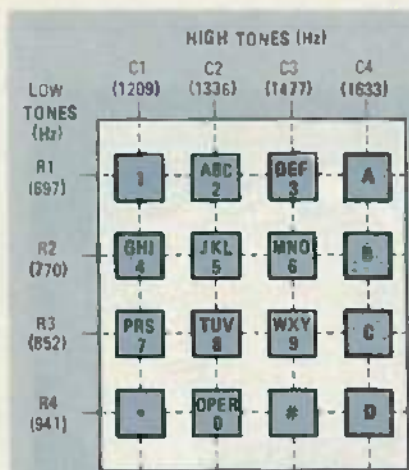 HIGH TONES (Hz)
C1 C2 C3 C4
(1209) (1336) (1477) (1633)
LOW
TONES
(Hz)
R1
(697)
1
ABC
2
DEF
3
A
R2
(770)
GHI
4
JKL
5
MNO
6
B
R3
(852)
PRS
7
TUV
8
WXY
9
C
R4
(941)
*
OPER
0
#
D